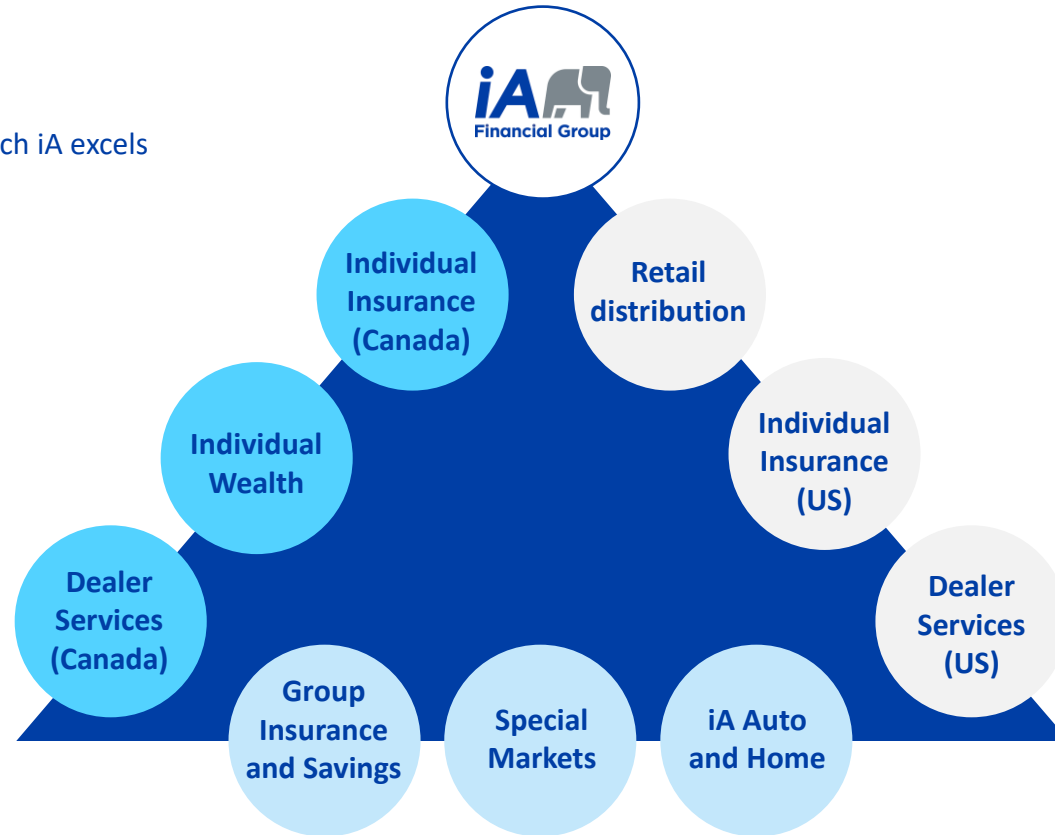 iA
Financial Group
ch iA excels
Individual
Insurance
(Canada)
Retail
distribution
Individual
Wealth
Individual
Insurance
(US)
Dealer
Services
(Canada)
Dealer
Services
(US)
Group
Insurance
and Savings
Special
Markets
iA Auto
and Home